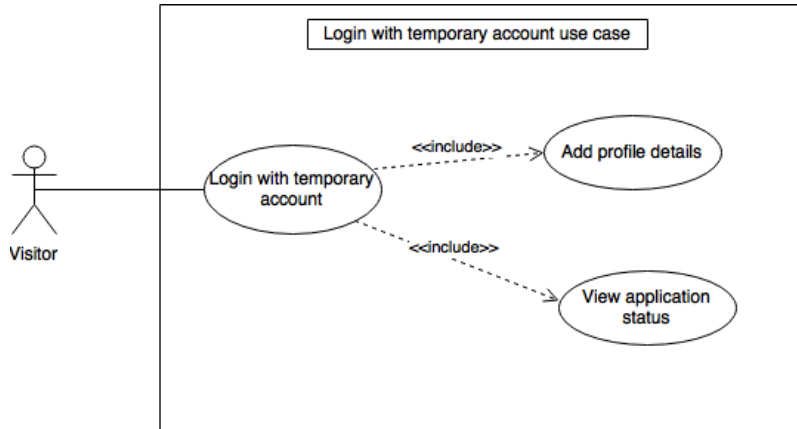 Login with temporary account use case
<<include>>
Add profile details
Login with temporary
account
Visitor
<<include>>
View application
status